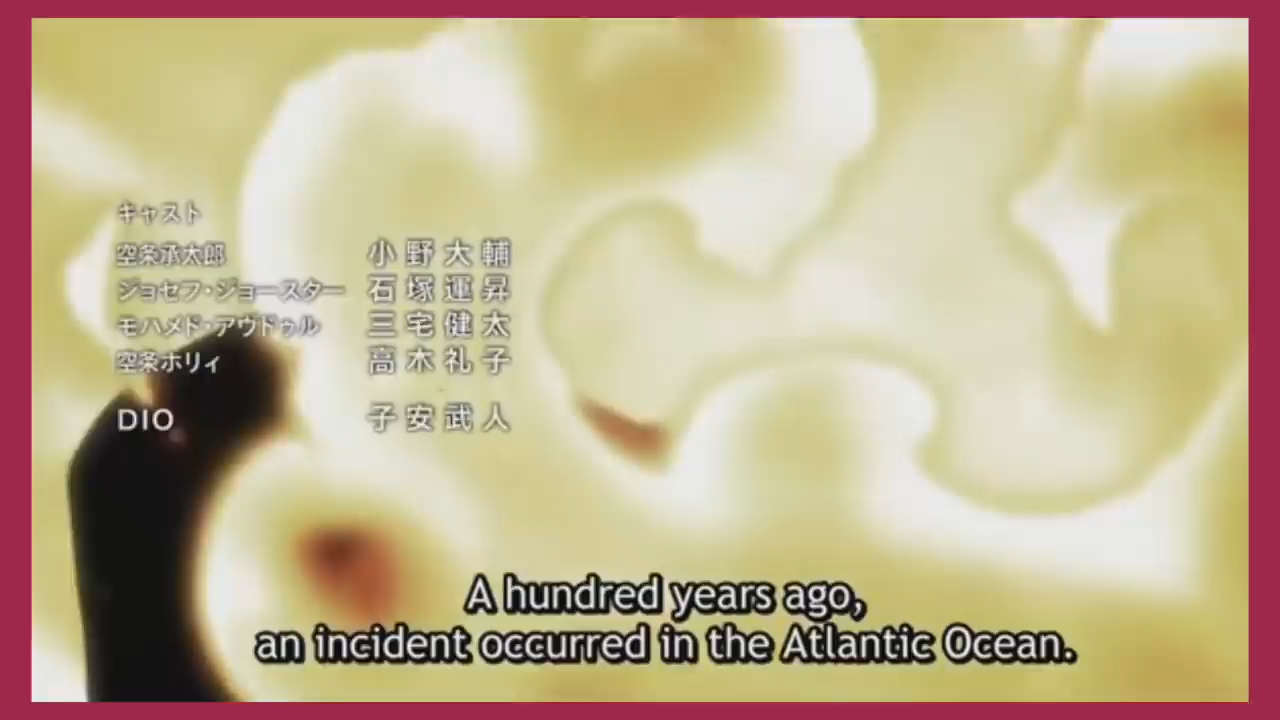 キャスト
空条承太郎 小野大輔
ジョセフ・ジョースター 石塚運昇
モハメド・アヴドゥル 三宅健太
空条ホリィ 高木礼子
DIO 子安武人
A hundred years ago,
an incident occurred in the Atlantic Ocean.